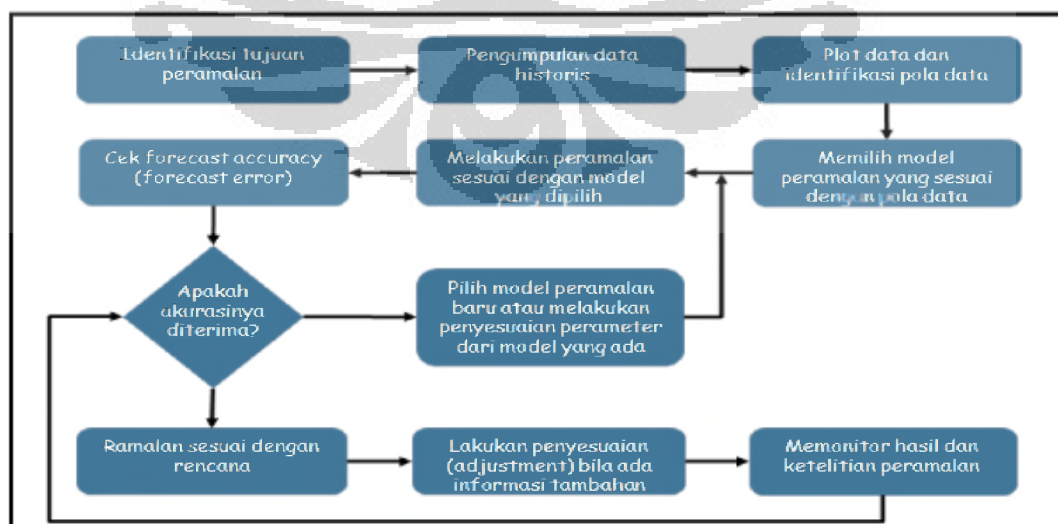 Identifikasi tujuan
peramalan
Pengumpulan data
historis
Plot data dan
identifikasi pola data
Cek forecast accuracy
(forecast error)
Melakukan peramalan
sesuai dengan model
yang dipilih
Memilih model
peramalan yang sesuai
dengan pola data
Apakah
akurasinya
diterima?
Pilih model peramalan
baru atau melakukan
penyesuaian perameter
dari model yang ada
Ramalan sesuai dengan
rencana
Lakukan penyesuaian
(adjustment) bila ada
informasi tambahan
Memonitor hasil dan
ketelitian peramalan